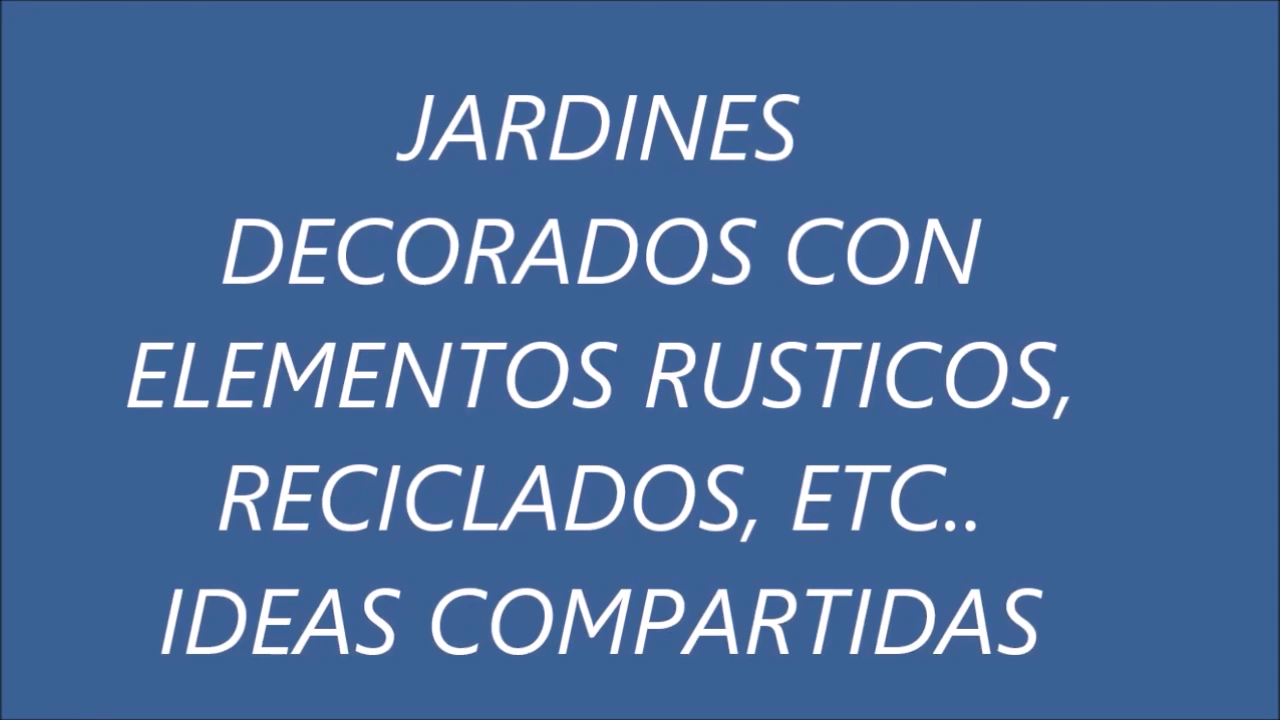 JARDINES
DECORADOS CON
ELEMENTOS RUSTICOS,
RECICLADOS, ETC..
IDEAS COMPARTIDAS